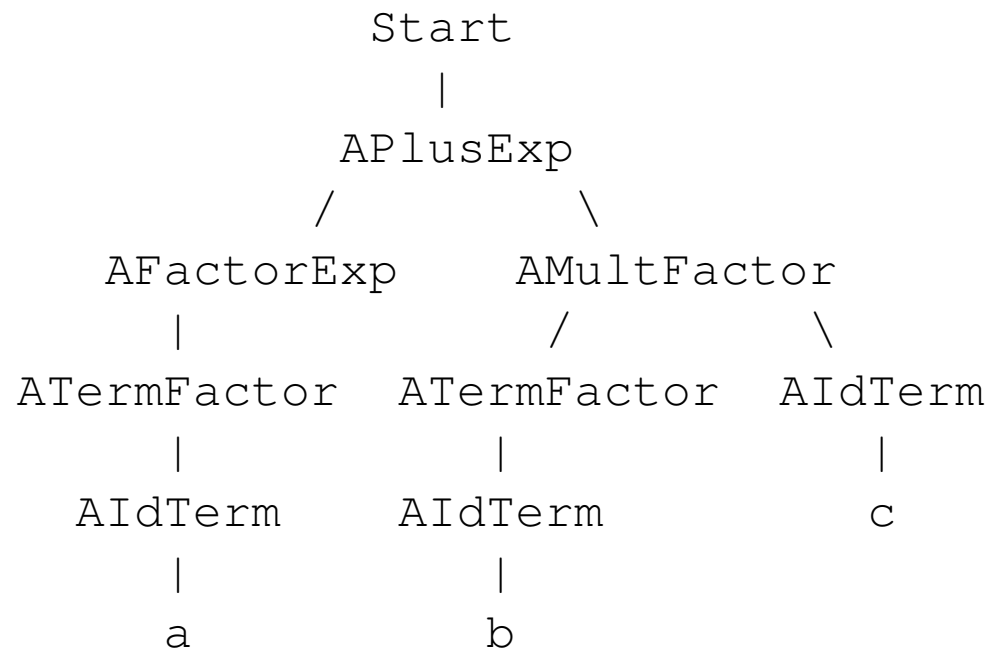 Start
|
APlusExp
/ \
AFactorExp AMultFactor
| / \
ATermFactor ATermFactor AIdTerm
| | |
AIdTerm AIdTerm c
| |
a b